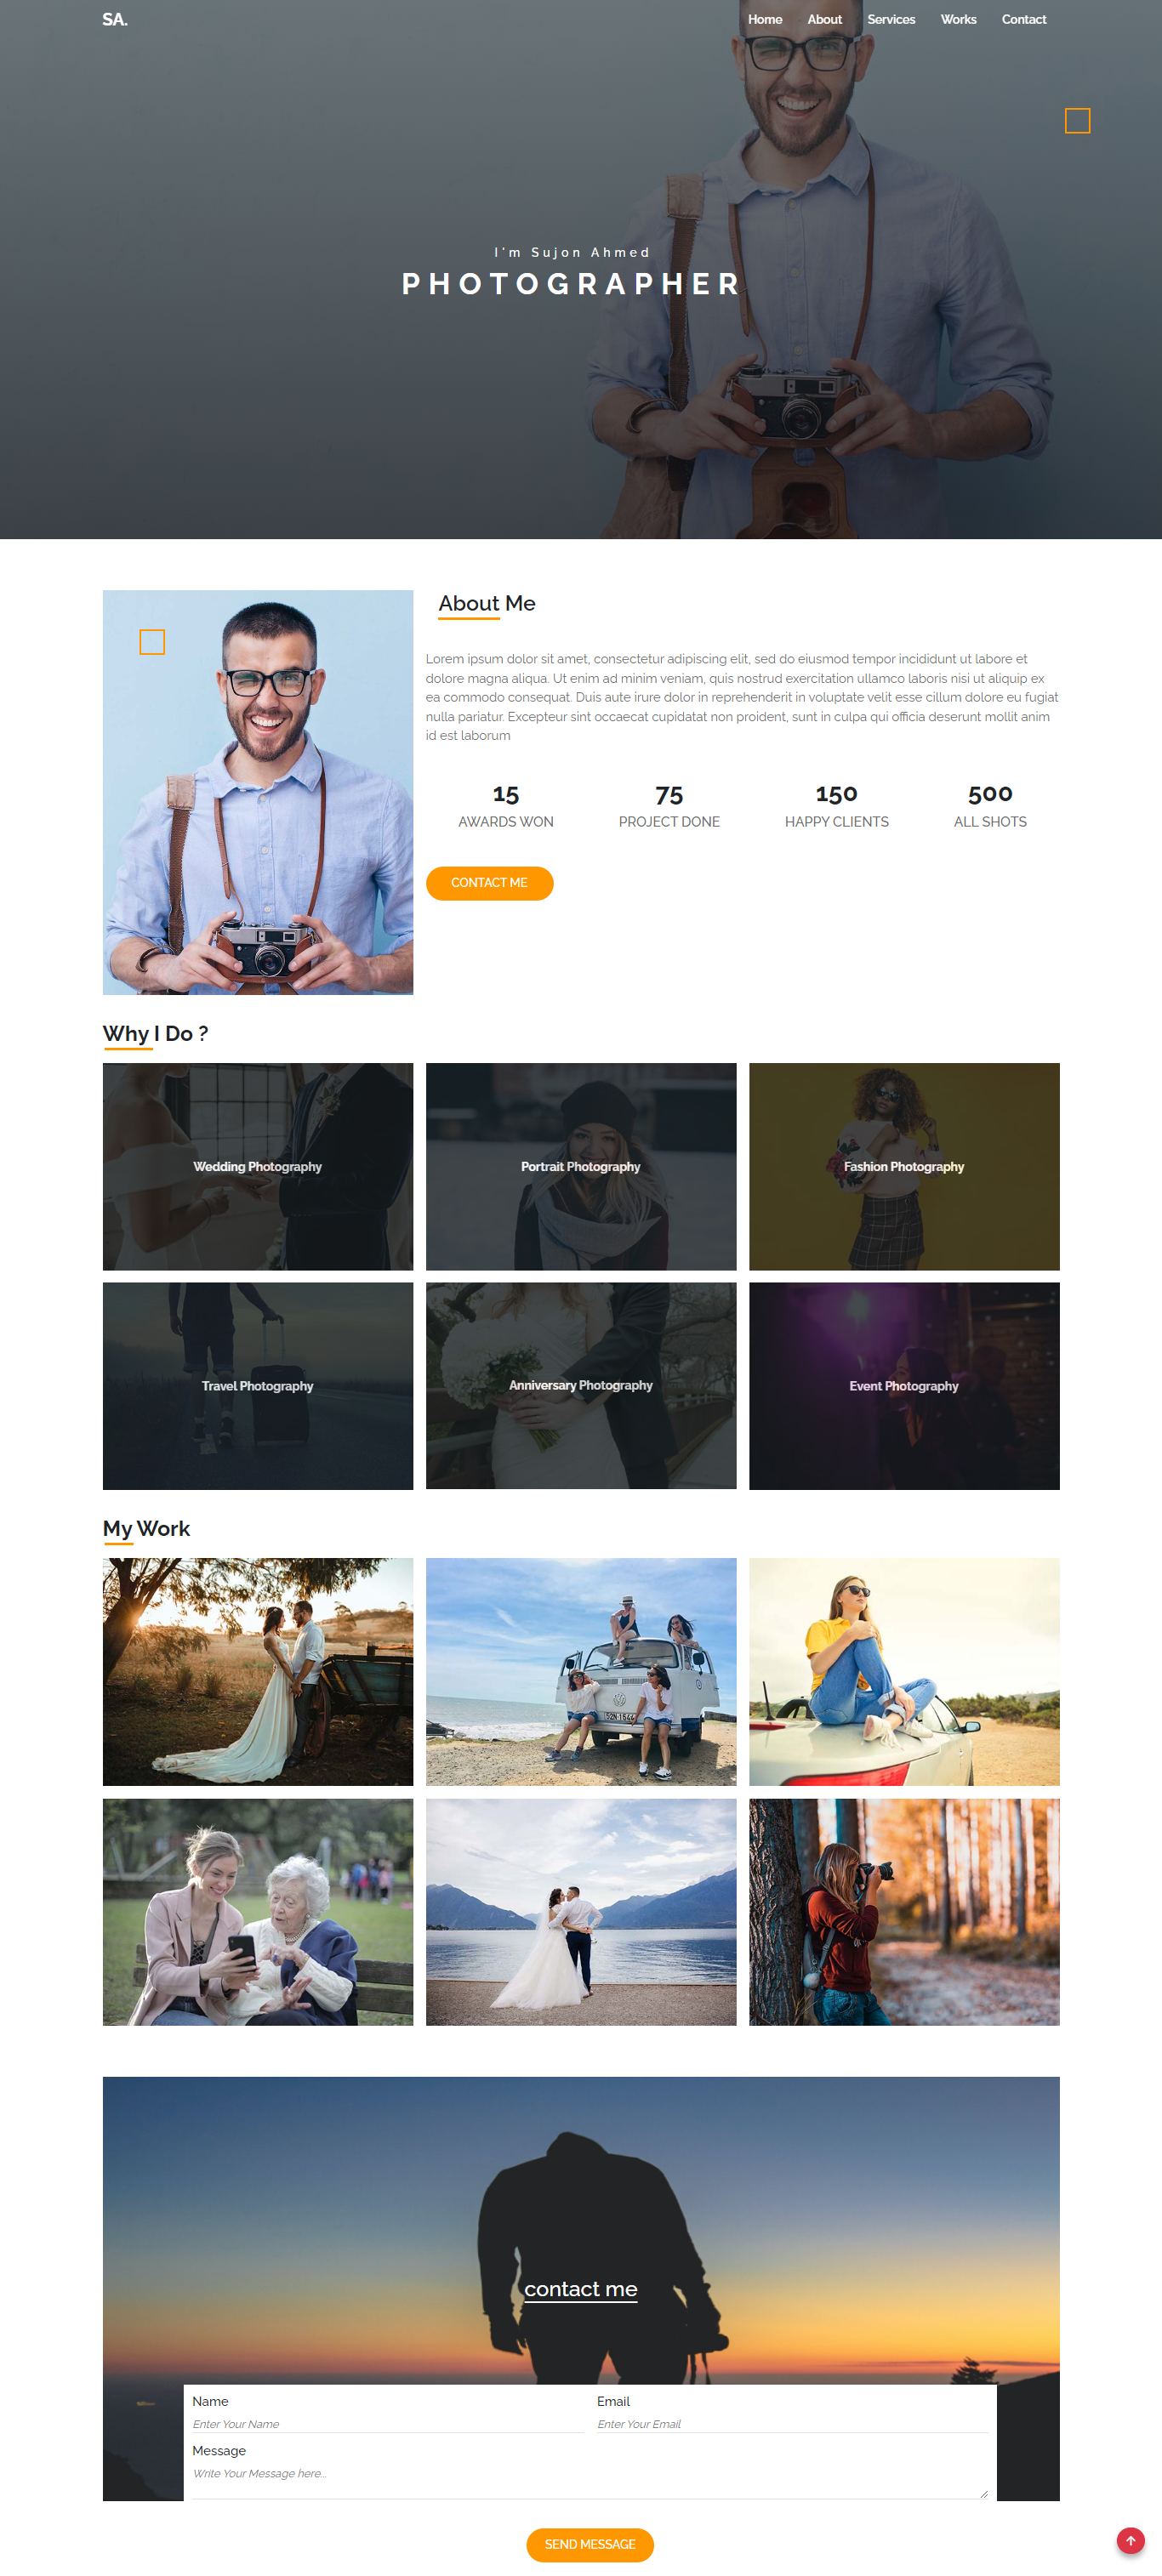 SA.
Home About Services Works Contact
I'm Sujon Ahmed
PHOTOGRAPHER
About Me
Lorem ipsum dolor sit amet, consectetur adipiscing elit, sed do eiusmod tempor incididunt ut labore et
dolore magna aliqua. Ut enim ad minim veniam, quis nostrud exercitation ullamco laboris nisi ut aliquip ex
ea commodo consequat. Duis aute irure dolor in reprehenderit in voluptate velit esse cillum dolore eu fugiat
nulla pariatur. Excepteur sint occaecat cupidatat non proident, sunt in culpa qui officia deserunt mollit anim
id est laborum
15 75 150 500
AWARDS WON PROJECT DONE HAPPY CLIENTS ALL SHOTS
CONTACT ME
Why I Do ?
Wedding Photography Portrait Photography Fashion Photography
Travel Photography Anniversary Photography Event Photography
My Work
contact me
Name Email
Enter Your Name Enter Your Email
Message
Write Your Message here...
SEND MESSAGE